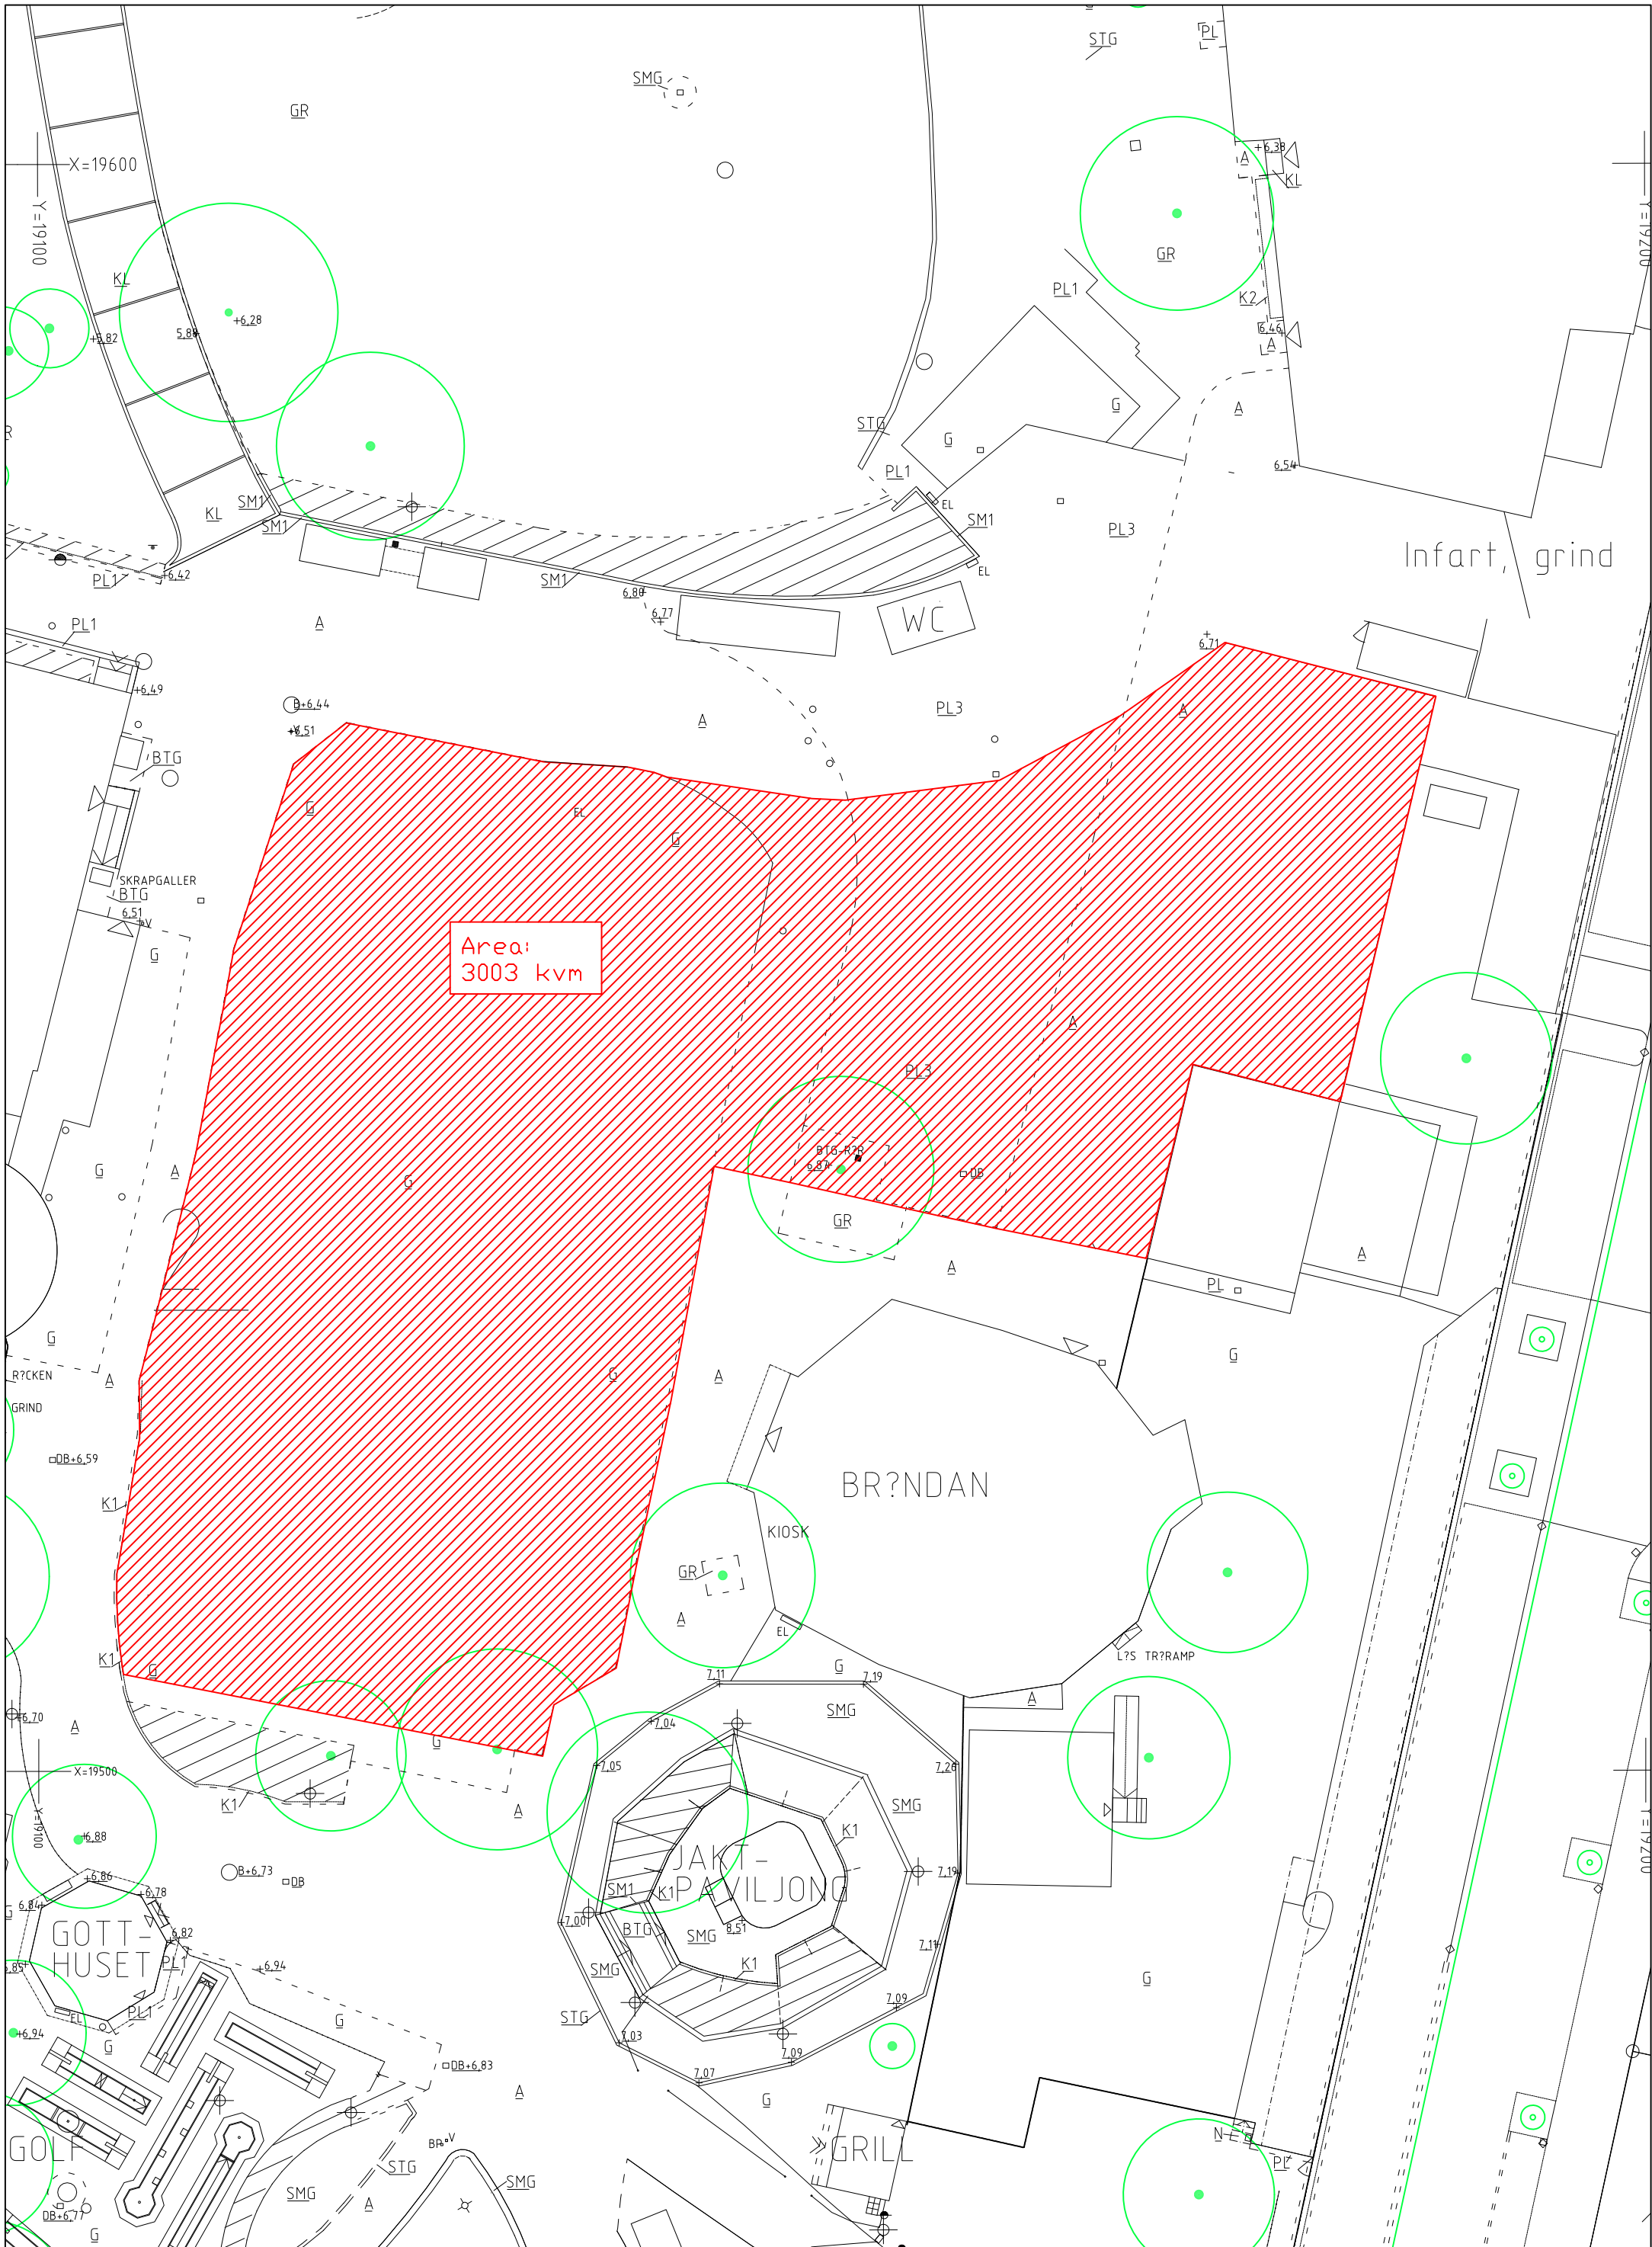 STG
PL
SMG
GR
A
+6,38
X=19600
KL
Y=19100
Y=19200
GR
KL
PL1
K2
+6,28
5,82
6,46
A
G
A
STG
G
PL1
6,54
SM1
EL
KL
SM1
SM1
PL3
Infart, grind
EL
+6,42
PL1
SM1
6,80
6,77
WC
A
PL1
6,71
+6,49
B+6,44
PL3
A
A
6,51
BTG
G
EL
G
SKRAPGALLER
BTG
6,51
V
G
Area:
3003 kvm
A
PL3
BTG-R?R
6,87
DB
G
A
G
GR
A
A
PL
G
G
R?CKEN
A
G
A
GRIND
DB+6,59
BR?NDAN
K1
KIOSK
GR
A
EL
L?S TR?RAMP
K1
G
G
7,11
7,19
A
SMG
+6,70
A
G
7,04
X=19500
7,05
7,26
K1
A
SMG
Y=19100
Y=19200
+6,88
K1
JAKT-
PAVILJONG
+6,86
B+6,73
DB
7,19
6,84
+6,78
SM1
K1
7,00
BTG
8,51
SMG
GOTT-
HUSET
6,82
PL1
7,11
+6,94
SMG
K1
G
7,09
PL1
EL
G
STG
+6,94
7,03
G
DB+6,83
7,09
7,07
A
G
GOLF
V
STG
GRILL
N
PL
SMG
SMG
A
DB+6,77
G